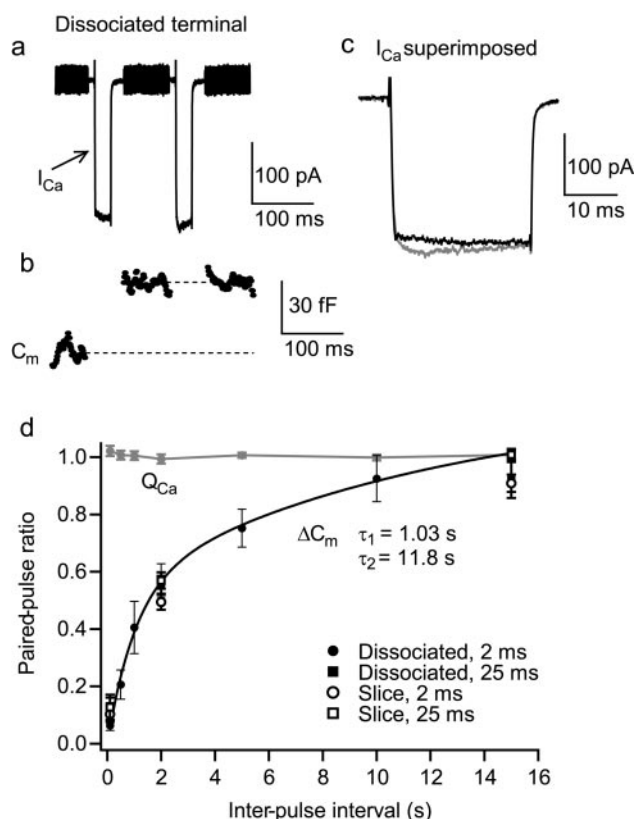 Dissociated terminal
a
I_Ca
100 pA
100 ms
c
I_Ca superimposed
100 pA
10 ms
b
C_m
30 fF
100 ms
d
Paired-pulse ratio
1.0
0.8
0.6
0.4
0.2
0.0
Q_Ca
ΔC_m τ_1 = 1.03 s
τ_2 = 11.8 s
Dissociated, 2 ms
Dissociated, 25 ms
Slice, 2 ms
Slice, 25 ms
0 2 4 6 8 10 12 14 16
Inter-pulse interval (s)